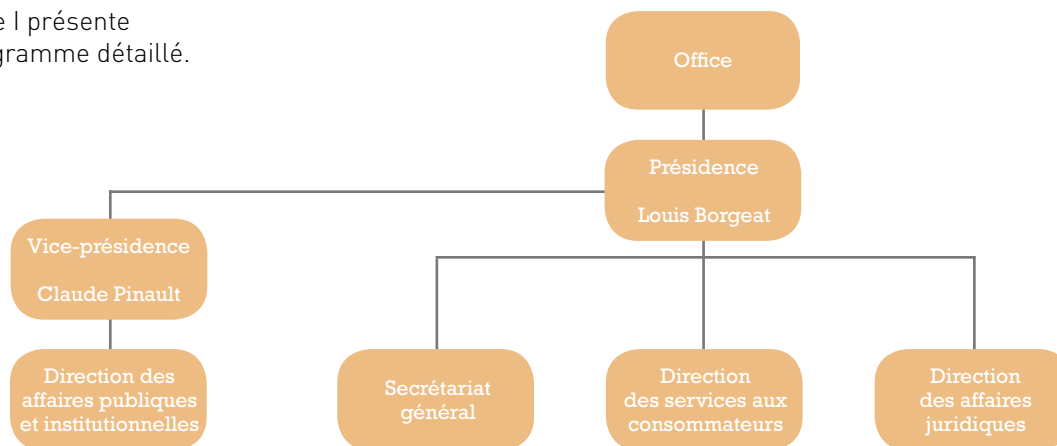 e I présente
gramme détaillé.
Office
Présidence
Louis Borgeat
Vice-présidence
Claude Pinault
Direction des
affaires publiques
et institutionnelles
Secrétariat
général
Direction
des services aux
consommateurs
Direction
des affaires
juridiques